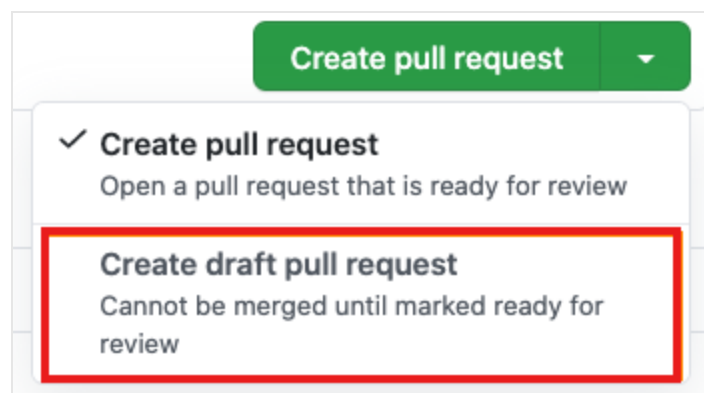 Create pull request
Create pull request
Open a pull request that is ready for review
Create draft pull request
Cannot be merged until marked ready for
review